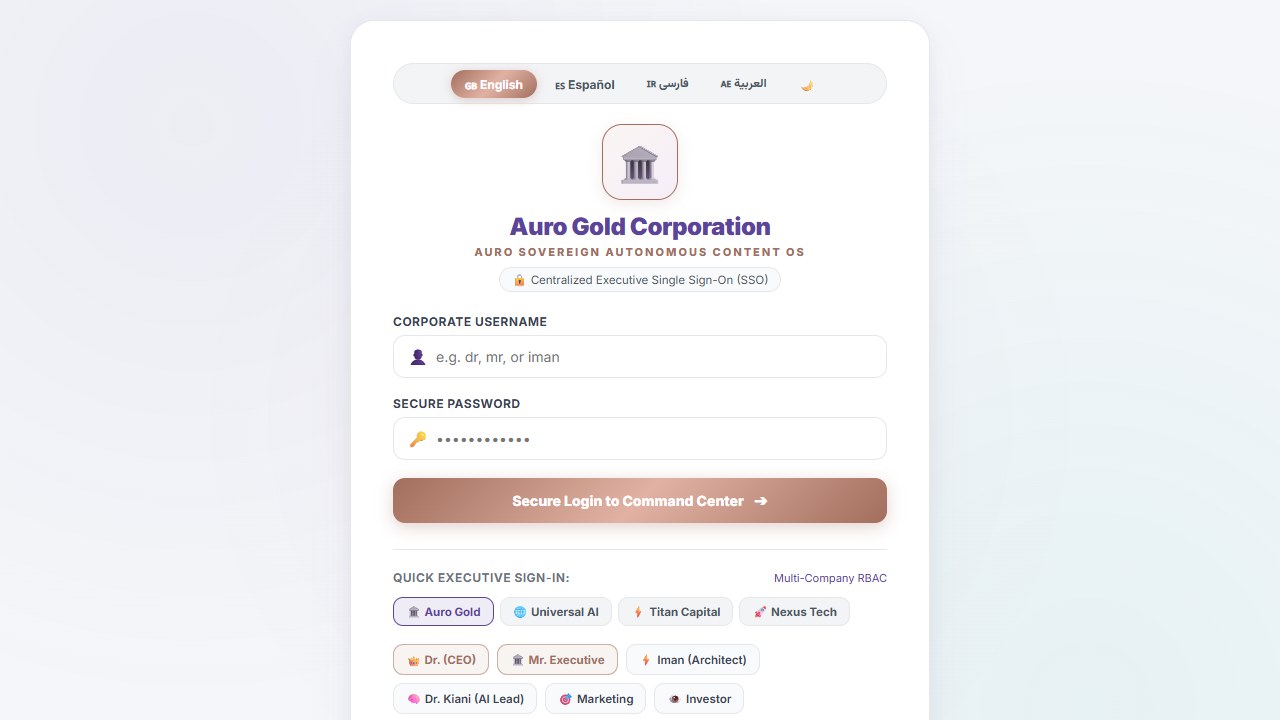 GB English ES Español IR فارسی AE العربية
Auro Gold Corporation
AURO SOVEREIGN AUTONOMOUS CONTENT OS
Centralized Executive Single Sign-On (SSO)
CORPORATE USERNAME
e.g. dr, mr, or iman
SECURE PASSWORD
••••••••••••
Secure Login to Command Center ➔
QUICK EXECUTIVE SIGN-IN: Multi-Company RBAC
Auro Gold Universal AI Titan Capital Nexus Tech
Dr. (CEO) Mr. Executive Iman (Architect)
Dr. Kiani (AI Lead) Marketing Investor